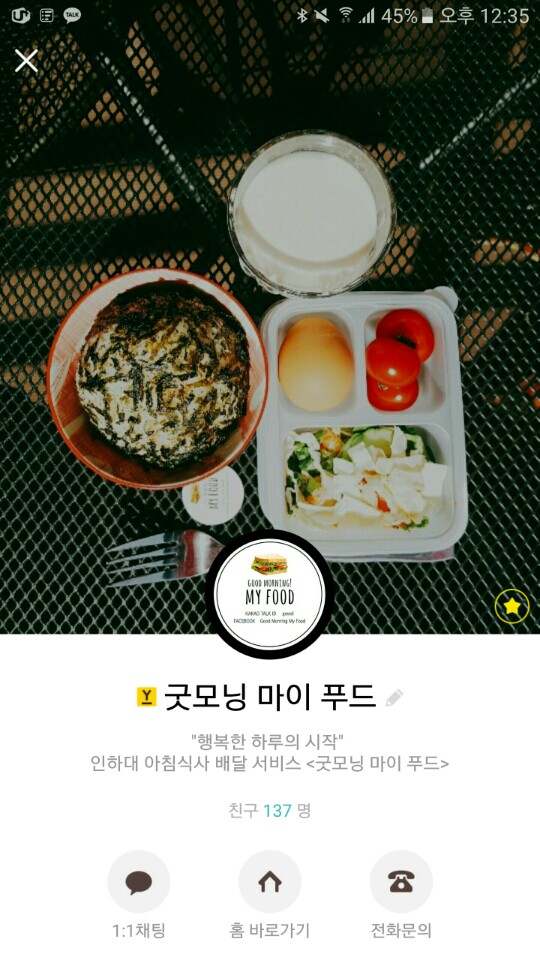 TALK
45%
오후 12:35
MY FOOD
GOOD MORNING!
MY FOOD
KAKAO TALK ID
FACEBOOK Good Morning My Food
Y
굿모닝 마이 푸드
"행복한 하루의 시작"
인하대 아침식사 배달 서비스 <굿모닝 마이 푸드>
친구 137 명
1:1채팅
홈 바로가기
전화문의